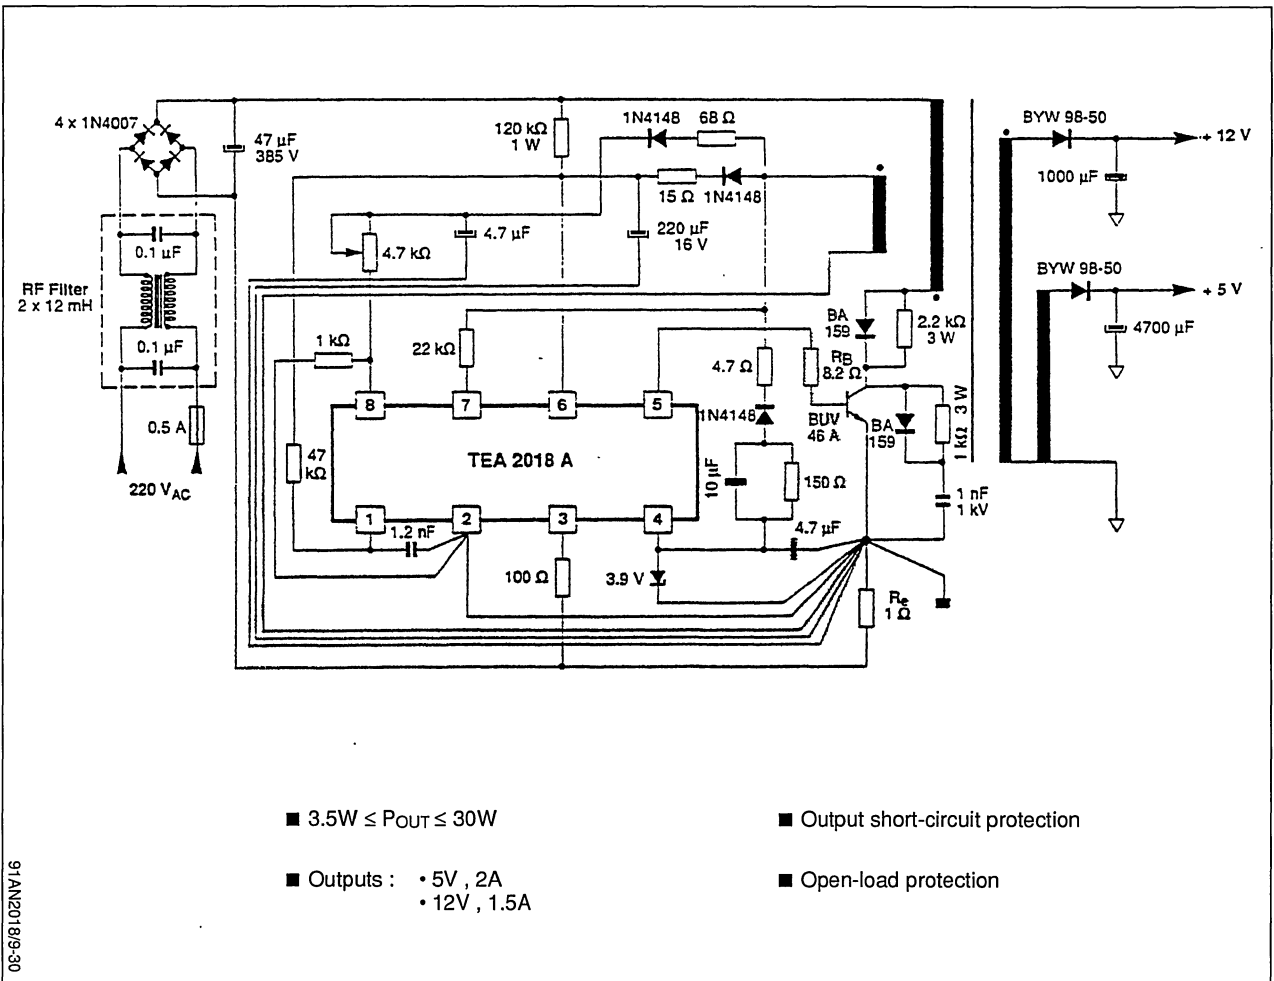 4 x 1N4007
47 µF
385 V
120 kΩ
1 W
1N4148
68 Ω
15 Ω
1N4148
220 µF
16 V
4.7 µF
4.7 kΩ
BYW 98-50
+ 12 V
1000 µF
BYW 98-50
+ 5 V
4700 µF
0.1 µF
RF Filter
2 x 12 mH
0.1 µF
0.5 A
220 VAC
1 kΩ
22 kΩ
4.7 Ω
BA
159
2.2 kΩ
3 W
RB
8.2 Ω
8
7
6
5
1N4148
BUV
46 A
BA
159
1 kΩ 3 W
47
kΩ
TEA 2018 A
10 µF
150 Ω
1 nF
1 kV
1
2
3
4
1.2 nF
4.7 µF
100 Ω
3.9 V
Re
1 Ω
■ 3.5W ≤ POUT ≤ 30W
■ Output short-circuit protection
■ Outputs : • 5V , 2A
• 12V , 1.5A
■ Open-load protection
91AN2018/9-30